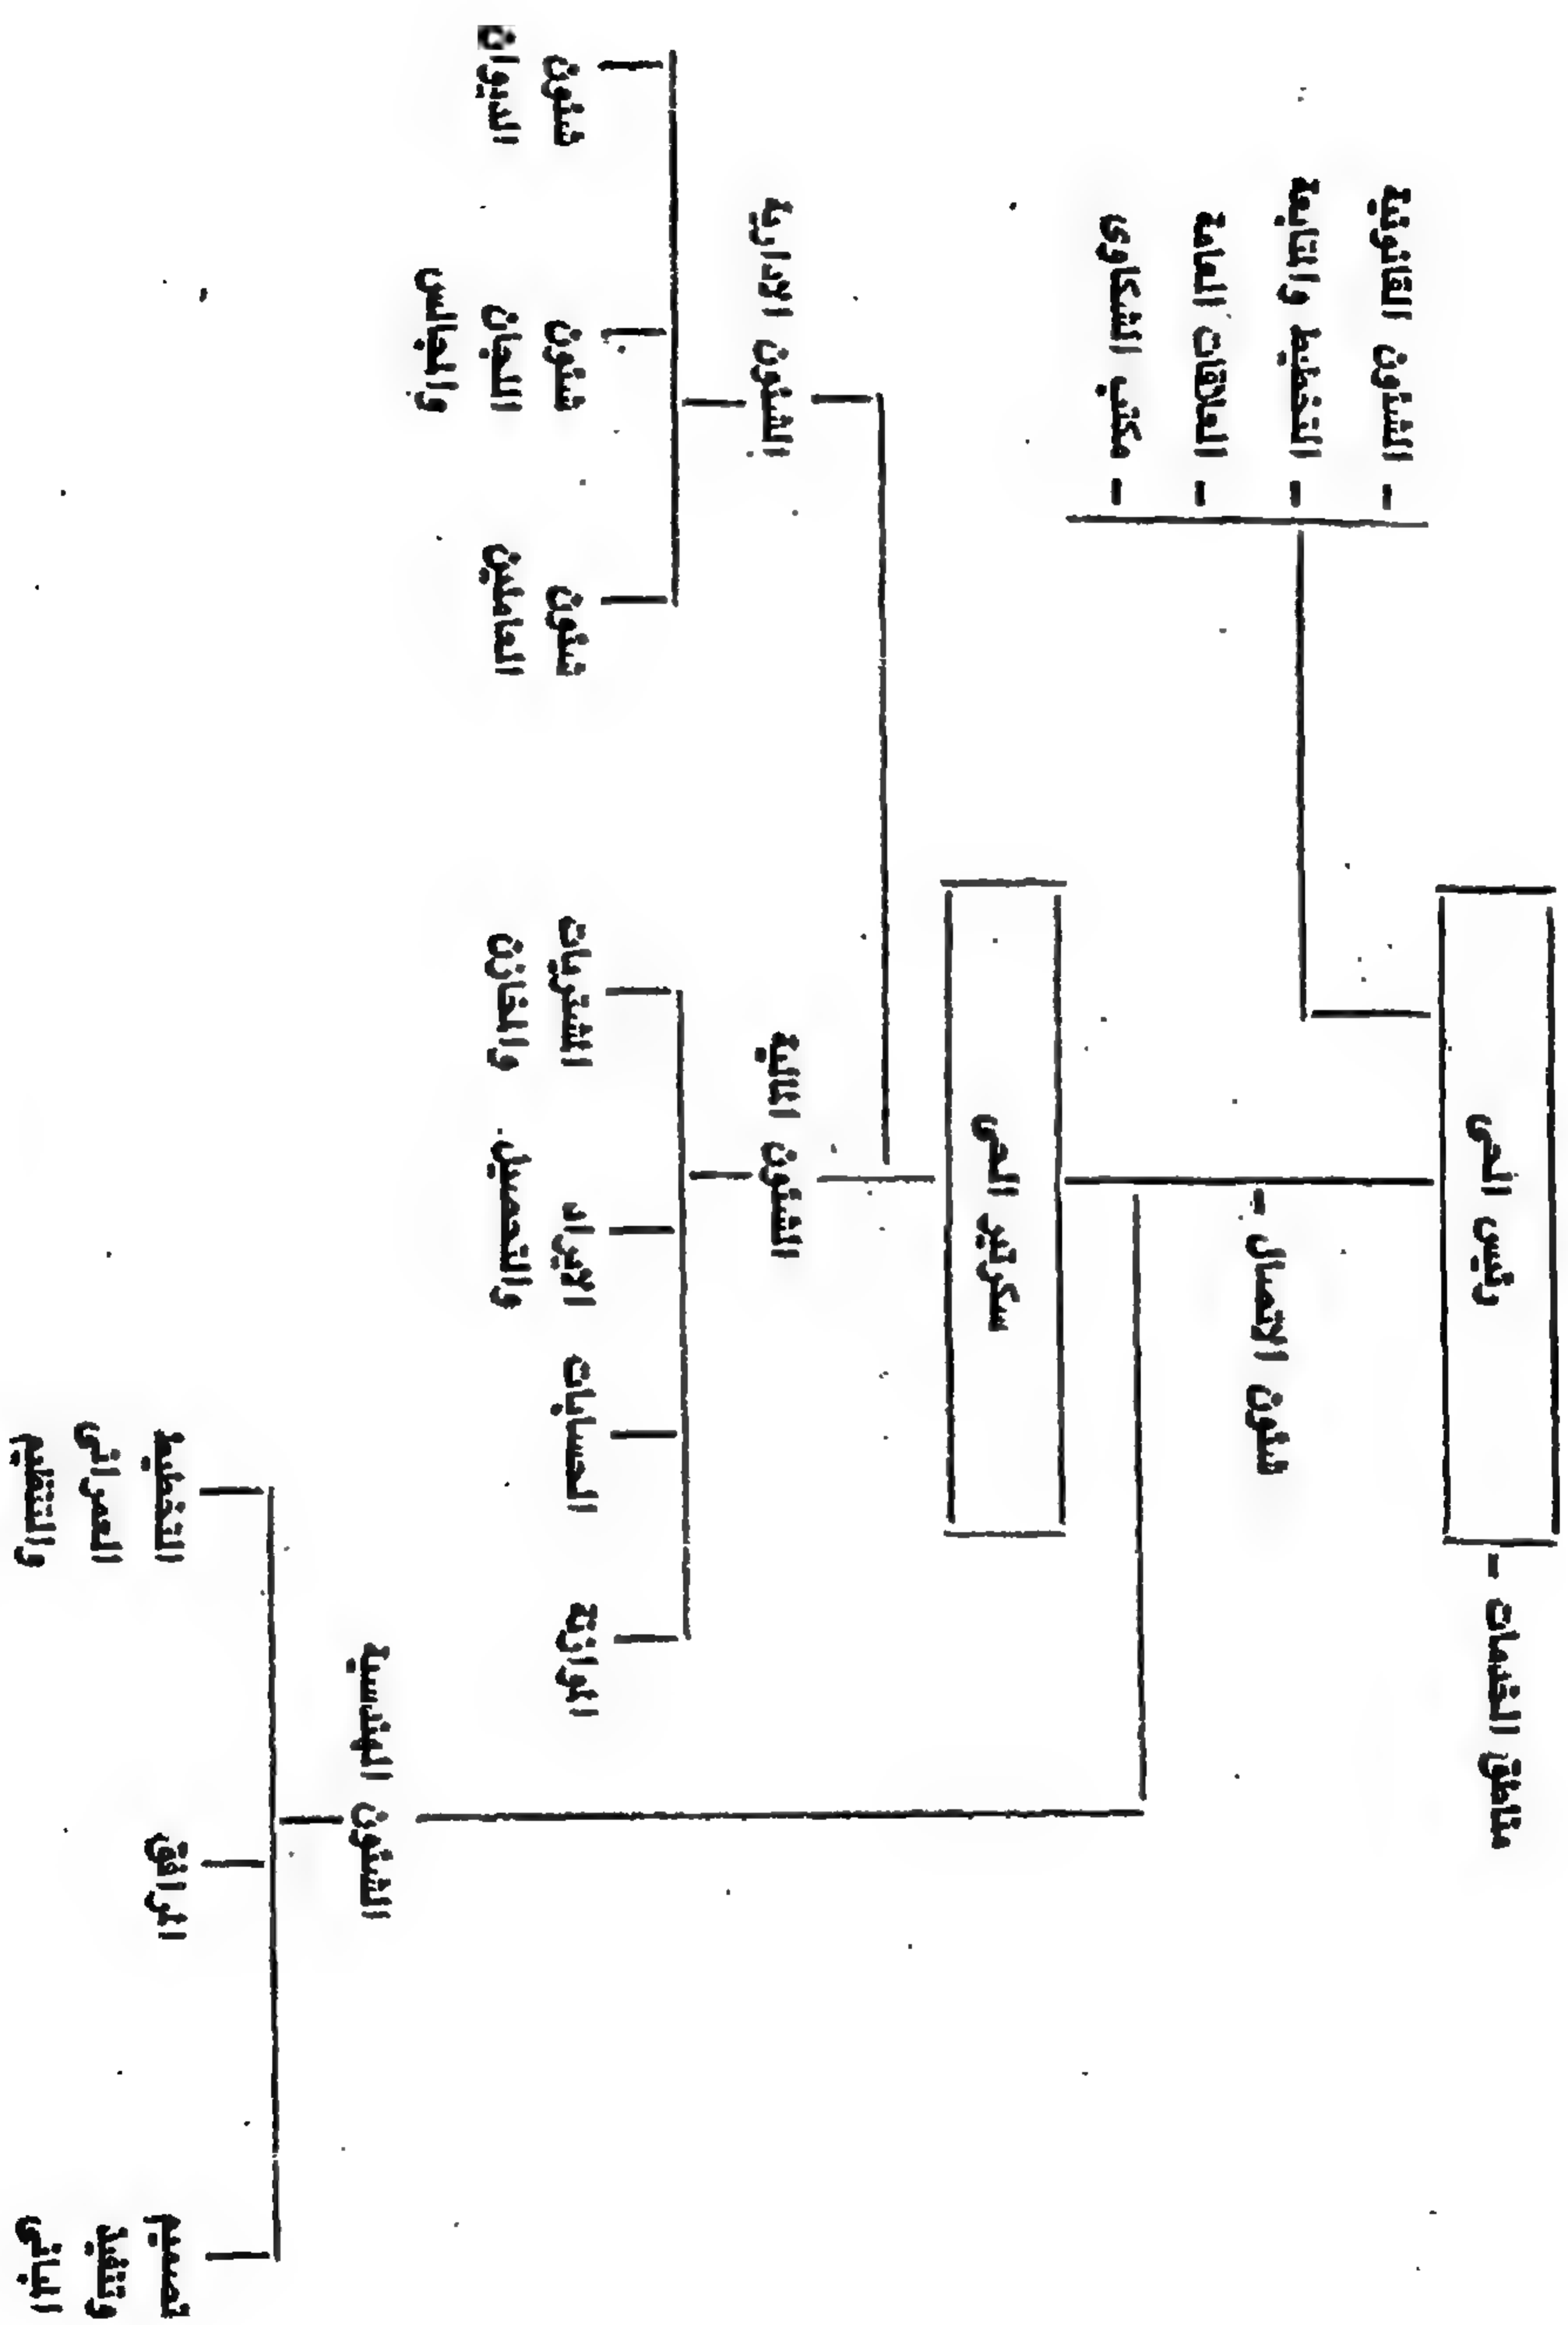 مناطق الخدمات -
رئيس الحى
- الشئون القانونية
- التخطيط والمتابعة
- العلاقات العامة
- مكتب الشكاوى
شئون الاتصال -
سكرتير الحى
الشئون المالية
الشئون الادارية
الموازنة
الحسابات
الايراد
والتحصيل
المشتريات
والمخازن
شئون
العاملين
شئون
اللجان
والمجالس
شئون
الديوان
الشئون الهندسية
تصميم
وتنفيذ
المبانى
المرافق
التخطيط
العمرانى
والتنظيم